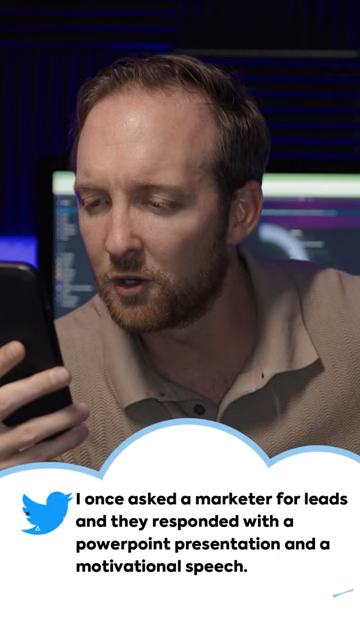 I once asked a marketer for leads
and they responded with a
powerpoint presentation and a
motivational speech.